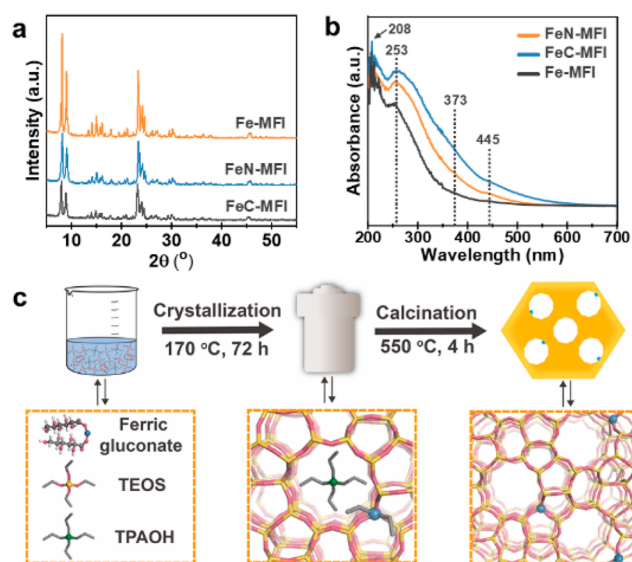 a
Intensity (a.u.)
Fe-MFI
FeN-MFI
FeC-MFI
10 20 30 40 50
2θ (°)
b
Absorbance (a.u.)
208
253
373
445
FeN-MFI
FeC-MFI
Fe-MFI
200 300 400 500 600 700
Wavelength (nm)
c
Crystallization
170 °C, 72 h
Calcination
550 °C, 4 h
Ferric
gluconate
TEOS
TPAOH